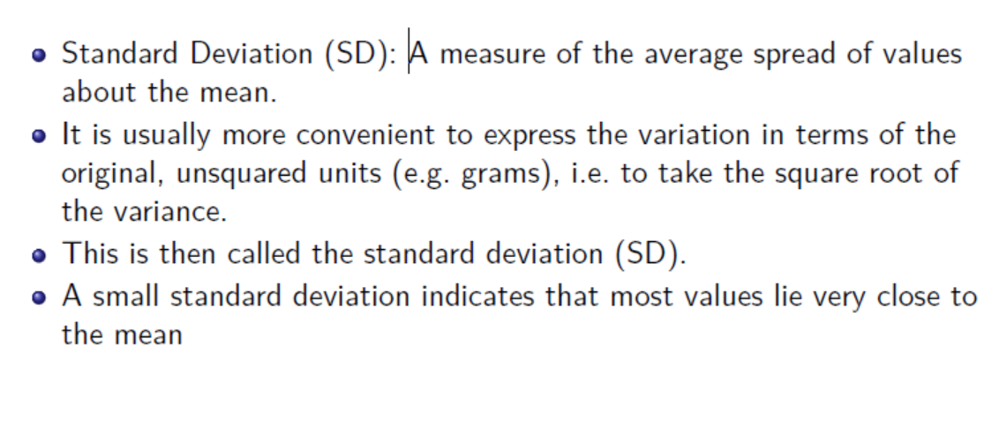 Standard Deviation (SD): A measure of the average spread of values
about the mean.
It is usually more convenient to express the variation in terms of the
original, unsquared units (e.g. grams), i.e. to take the square root of
the variance.
This is then called the standard deviation (SD).
A small standard deviation indicates that most values lie very close to
the mean